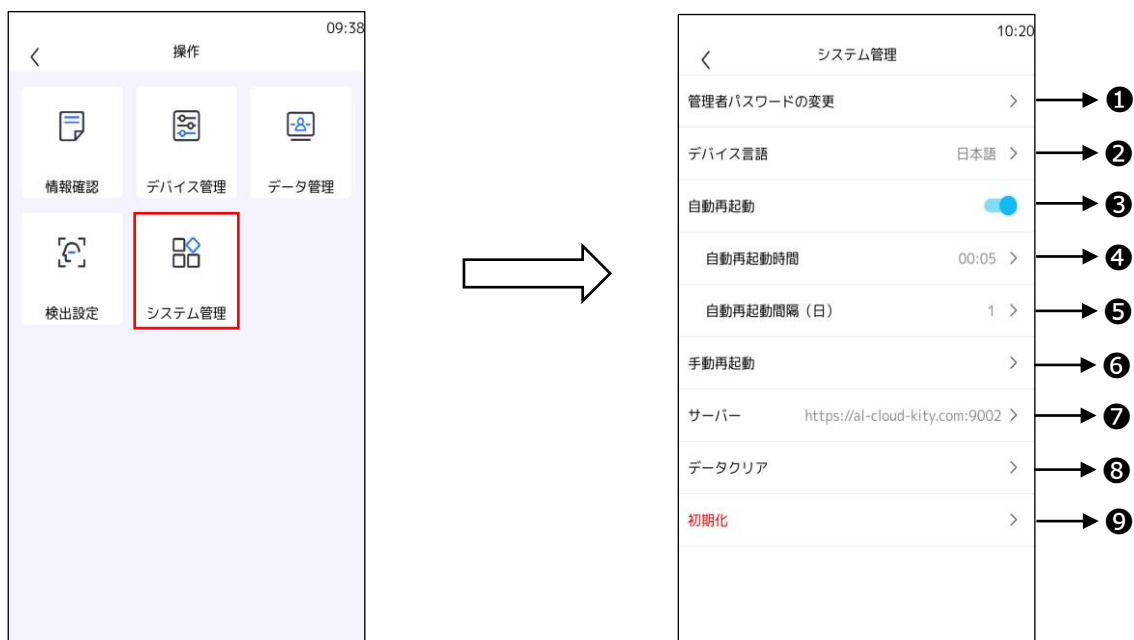 09:38
操作
情報確認
デバイス管理
データ管理
検出設定
システム管理
10:20
システム管理
管理者パスワードの変更 ❶
デバイス言語 日本語 ❷
自動再起動 ❸
自動再起動時間 00:05 ❹
自動再起動間隔（日） 1 ❺
手動再起動 ❻
サーバー https://al-cloud-kity.com:9002 ❼
データクリア ❽
初期化 ❾